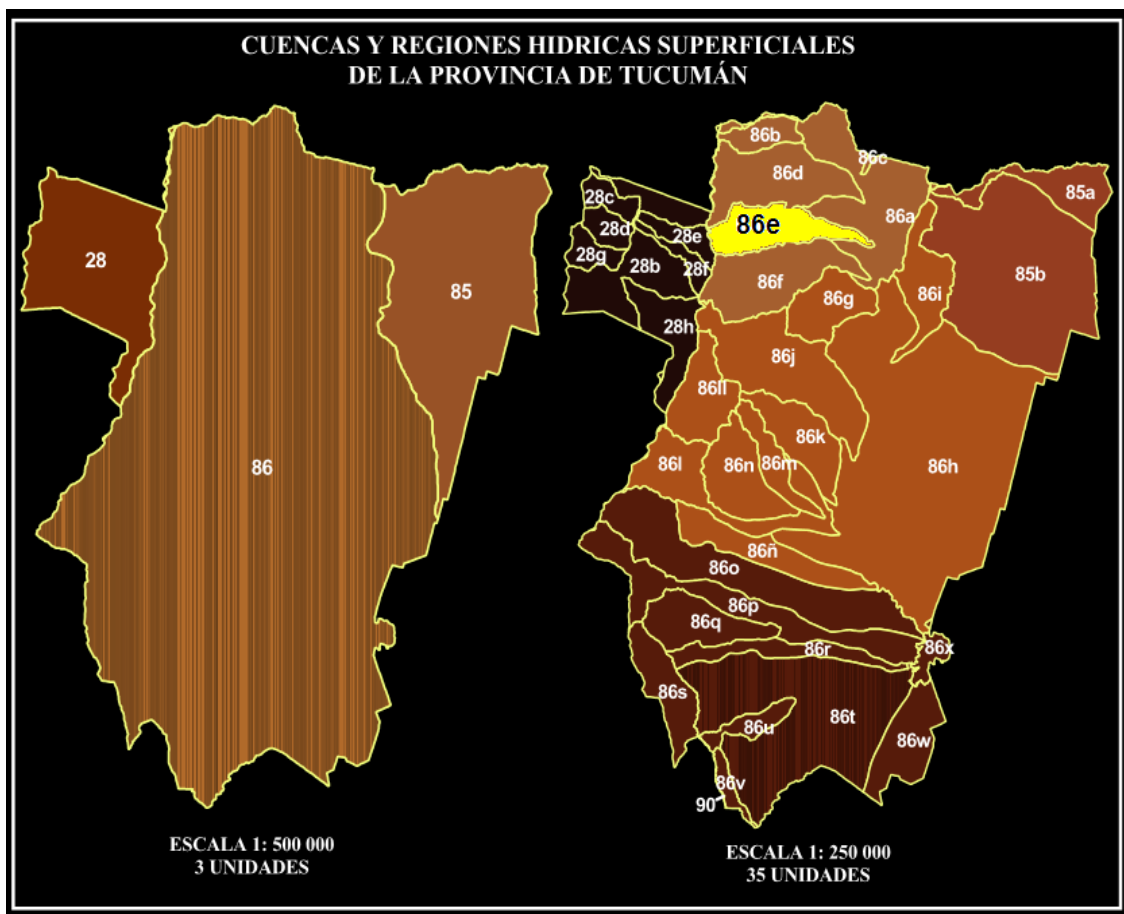 CUENCAS Y REGIONES HIDRICAS SUPERFICIALES
DE LA PROVINCIA DE TUCUMÁN
28
85
86
ESCALA 1: 500 000
3 UNIDADES
86b
86c
86d
85a
28c
86a
28d
28e
86e
28g
28b
28f
86f
85b
86g
86i
28h
86j
86ll
86k
86l
86n
86m
86h
86ñ
86o
86p
86q
86r
86x
86s
86t
86u
86w
86v
90
ESCALA 1: 250 000
35 UNIDADES